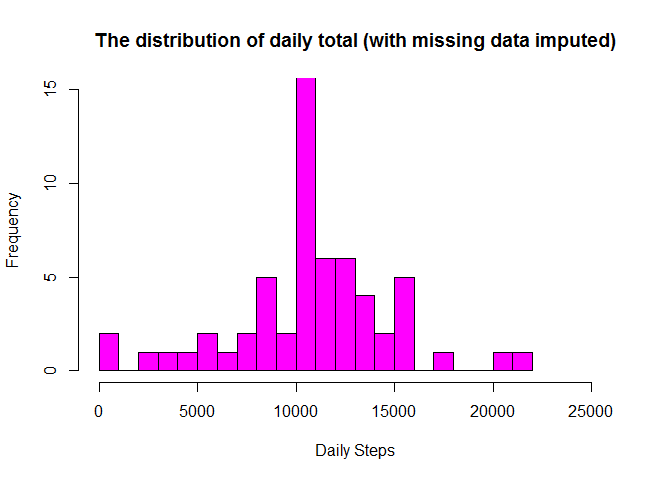 The distribution of daily total (with missing data imputed)
Frequency
15
10
5
0
0 5000 10000 15000 20000 25000
Daily Steps